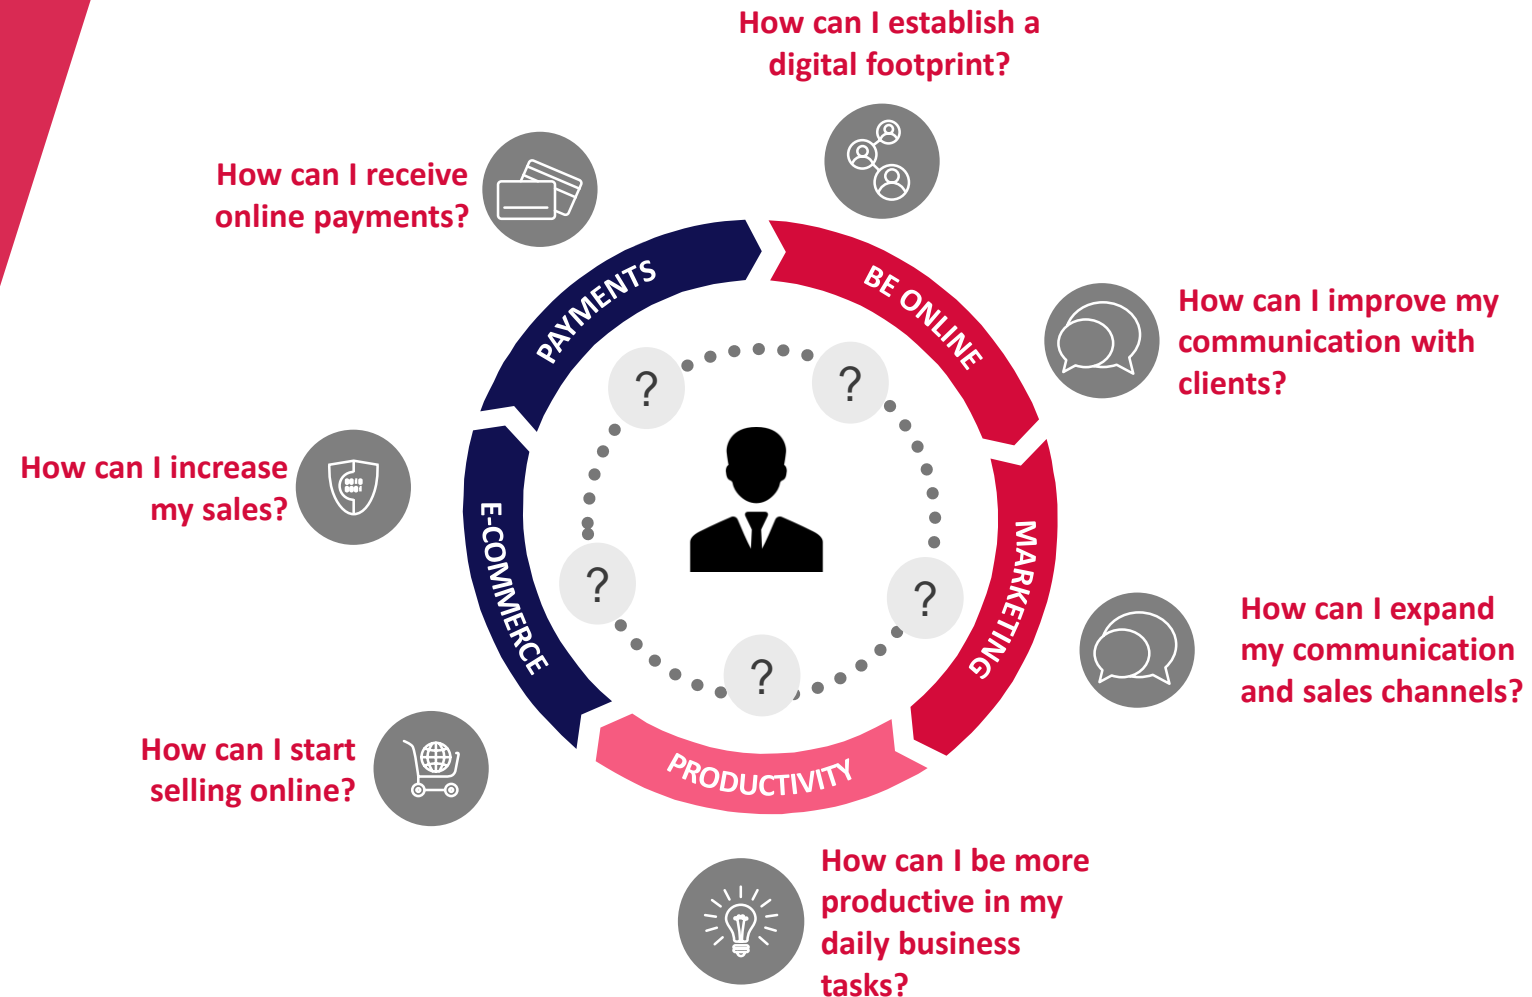 How can I establish a
digital footprint?
How can I receive
online payments?
PAYMENTS
BE ONLINE
How can I improve my
communication with
clients?
?
?
How can I increase
my sales?
E-COMMERCE
MARKETING
?
?
?
How can I expand
my communication
and sales channels?
How can I start
selling online?
PRODUCTIVITY
How can I be more
productive in my
daily business
tasks?